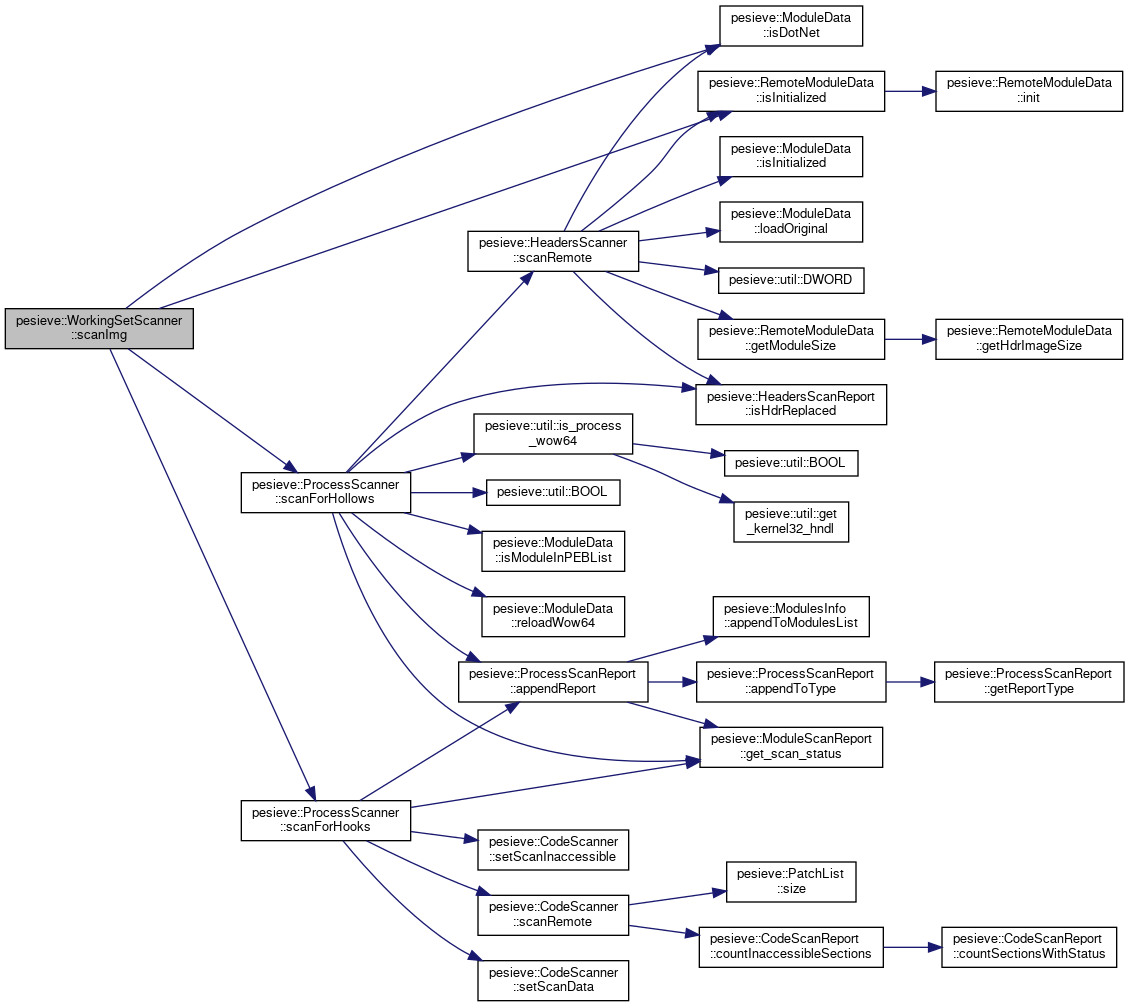 pesieve::ModuleData
::isDotNet
pesieve::RemoteModuleData
::isInitialized
pesieve::RemoteModuleData
::init
pesieve::ModuleData
::isInitialized
pesieve::ModuleData
::loadOriginal
pesieve::HeadersScanner
::scanRemote
pesieve::util::DWORD
pesieve::WorkingSetScanner
::scanImg
pesieve::RemoteModuleData
::getModuleSize
pesieve::RemoteModuleData
::getHdrImageSize
pesieve::HeadersScanReport
::isHdrReplaced
pesieve::util::is_process
_wow64
pesieve::util::BOOL
pesieve::ProcessScanner
::scanForHollows
pesieve::util::BOOL
pesieve::util::get
_kernel32_hndl
pesieve::ModuleData
::isModuleInPEBList
pesieve::ModuleData
::reloadWow64
pesieve::ModulesInfo
::appendToModulesList
pesieve::ProcessScanReport
::appendReport
pesieve::ProcessScanReport
::appendToType
pesieve::ProcessScanReport
::getReportType
pesieve::ModuleScanReport
::get_scan_status
pesieve::ProcessScanner
::scanForHooks
pesieve::CodeScanner
::setScanInaccessible
pesieve::PatchList
::size
pesieve::CodeScanner
::scanRemote
pesieve::CodeScanReport
::countInaccessibleSections
pesieve::CodeScanReport
::countSectionsWithStatus
pesieve::CodeScanner
::setScanData